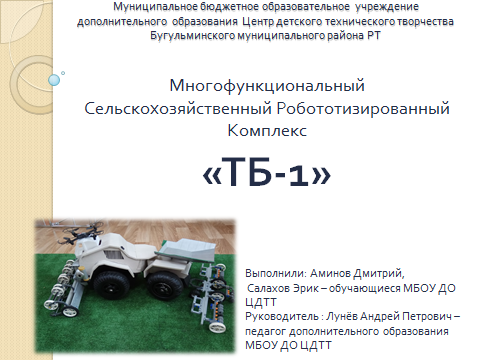 Муниципальное бюджетное образовательное учреждение
дополнительного образования Центр детского технического творчества
Бугульминского муниципального района РТ
Многофункциональный
Сельскохозяйственный Робототизированный
Комплекс
«ТБ-1»
Выполнили: Аминов Дмитрий,
Салахов Эрик – обучающиеся МБОУ ДО
ЦДТТ
Руководитель : Лунёв Андрей Петрович –
педагог дополнительного образования
МБОУ ДО ЦДТТ